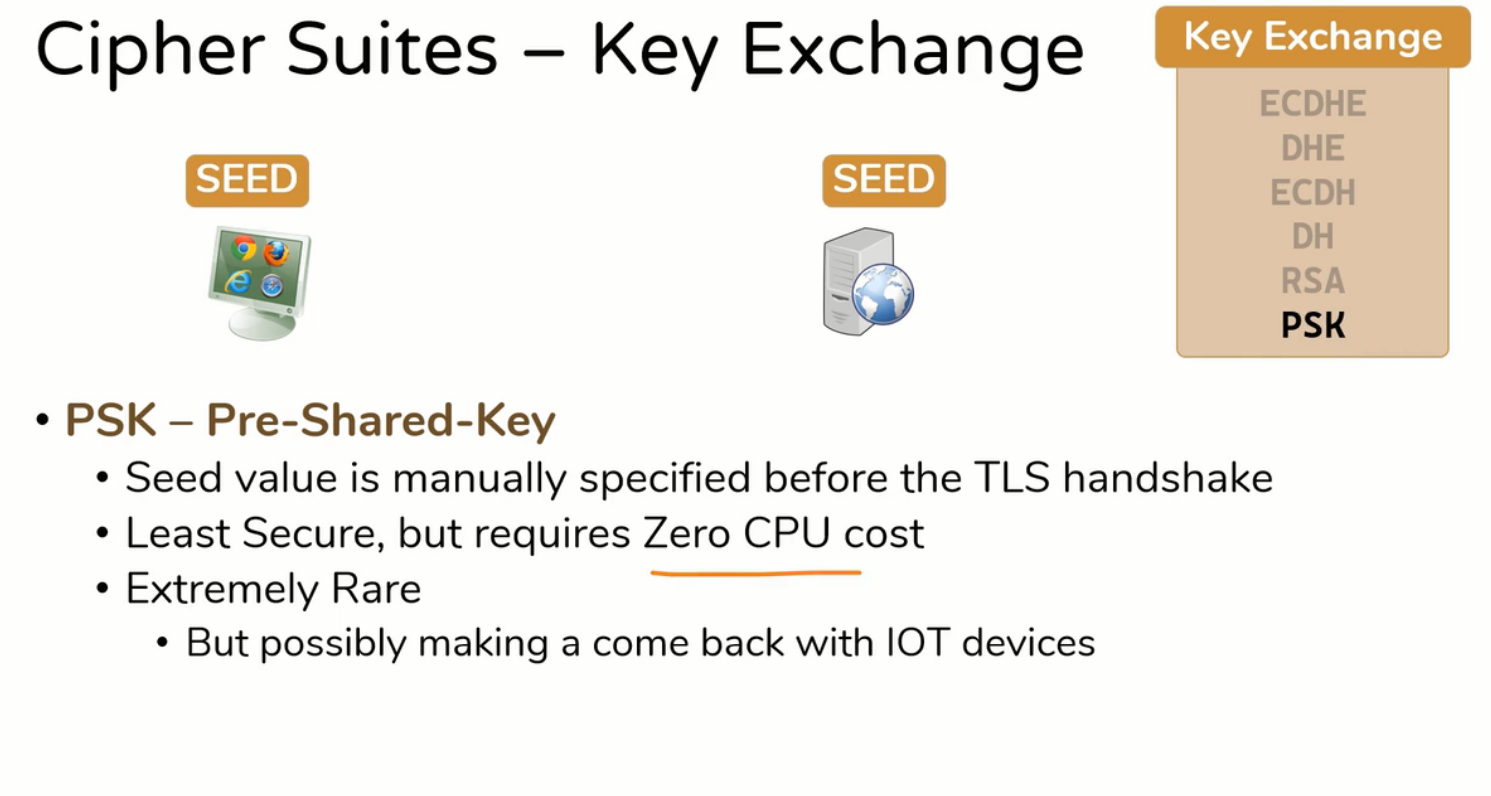 Cipher Suites – Key Exchange
Key Exchange
ECDHE
DHE
ECDH
DH
RSA
PSK
SEED
SEED
• PSK – Pre-Shared-Key
• Seed value is manually specified before the TLS handshake
• Least Secure, but requires Zero CPU cost
• Extremely Rare
• But possibly making a come back with IOT devices